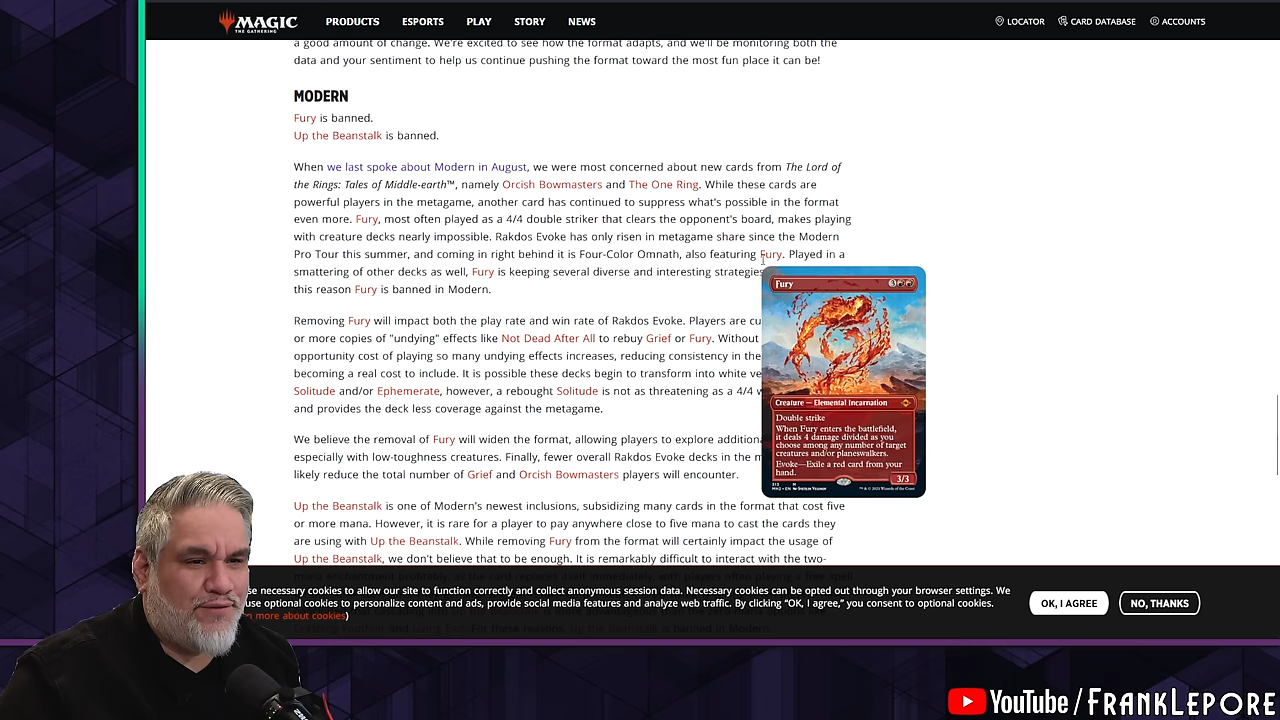 MAGIC
THE GATHERING
PRODUCTS ESPORTS PLAY STORY NEWS
LOCATOR CARD DATABASE ACCOUNTS
a good amount of change. We're excited to see how the format adapts, and we'll be monitoring both the
data and your sentiment to help us continue pushing the format toward the most fun place it can be!
MODERN
Fury is banned.
Up the Beanstalk is banned.
When we last spoke about Modern in August, we were most concerned about new cards from The Lord of
the Rings: Tales of Middle-earth™, namely Orcish Bowmasters and The One Ring. While these cards are
powerful players in the metagame, another card has continued to suppress what's possible in the format
even more. Fury, most often played as a 4/4 double striker that clears the opponent's board, makes playing
with creature decks nearly impossible. Rakdos Evoke has only risen in metagame share since the Modern
Pro Tour this summer, and coming in right behind it is Four-Color Omnath, also featuring Fury. Played in a
smattering of other decks as well, Fury is keeping several diverse and interesting strategies
this reason Fury is banned in Modern.
Removing Fury will impact both the play rate and win rate of Rakdos Evoke. Players are cu
or more copies of "undying" effects like Not Dead After All to rebuy Grief or Fury. Without
opportunity cost of playing so many undying effects increases, reducing consistency in the
becoming a real cost to include. It is possible these decks begin to transform into white ve
Solitude and/or Ephemerate, however, a rebought Solitude is not as threatening as a 4/4 w
and provides the deck less coverage against the metagame.
We believe the removal of Fury will widen the format, allowing players to explore additiona
especially with low-toughness creatures. Finally, fewer overall Rakdos Evoke decks in the m
likely reduce the total number of Grief and Orcish Bowmasters players will encounter.
Up the Beanstalk is one of Modern's newest inclusions, subsidizing many cards in the format that cost five
or more mana. However, it is rare for a player to pay anywhere close to five mana to cast the cards they
are using with Up the Beanstalk. While removing Fury from the format will certainly impact the usage of
Up the Beanstalk, we don't believe that to be enough. It is remarkably difficult to interact with the two-
Fury
3
Creature — Elemental Incarnation
Double strike
When Fury enters the battlefield,
it deals 4 damage divided as you
choose among any number of target
creatures and/or planeswalkers.
Evoke—Exile a red card from your
hand.
3/3
se necessary cookies to allow our site to function correctly and collect anonymous session data. Necessary cookies can be opted out through your browser settings. We
use optional cookies to personalize content and ads, provide social media features and analyze web traffic. By clicking "OK, I agree," you consent to optional cookies.
n more about cookies)
OK, I AGREE NO, THANKS
YouTube/FRANKLEPORE